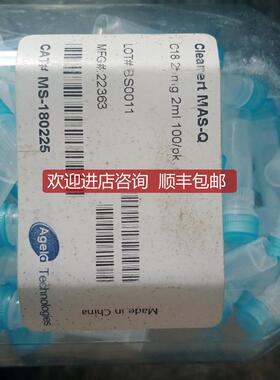 Cleanert MAS-Q
C18 25mg 2ml 100/pk
LOT# BS0011
MFG# 22363
CAT# MS-180225
欢迎进店咨询 顺丰包邮
Agela
Technologies
Made in China